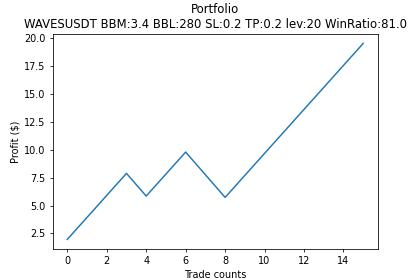 Portfolio
WAVESUSDT BBM:3.4 BBL:280 SL:0.2 TP:0.2 lev:20 WinRatio:81.0
20.0
17.5
15.0
12.5
10.0
7.5
5.0
2.5
Profit ($)
0 2 4 6 8 10 12 14
Trade counts